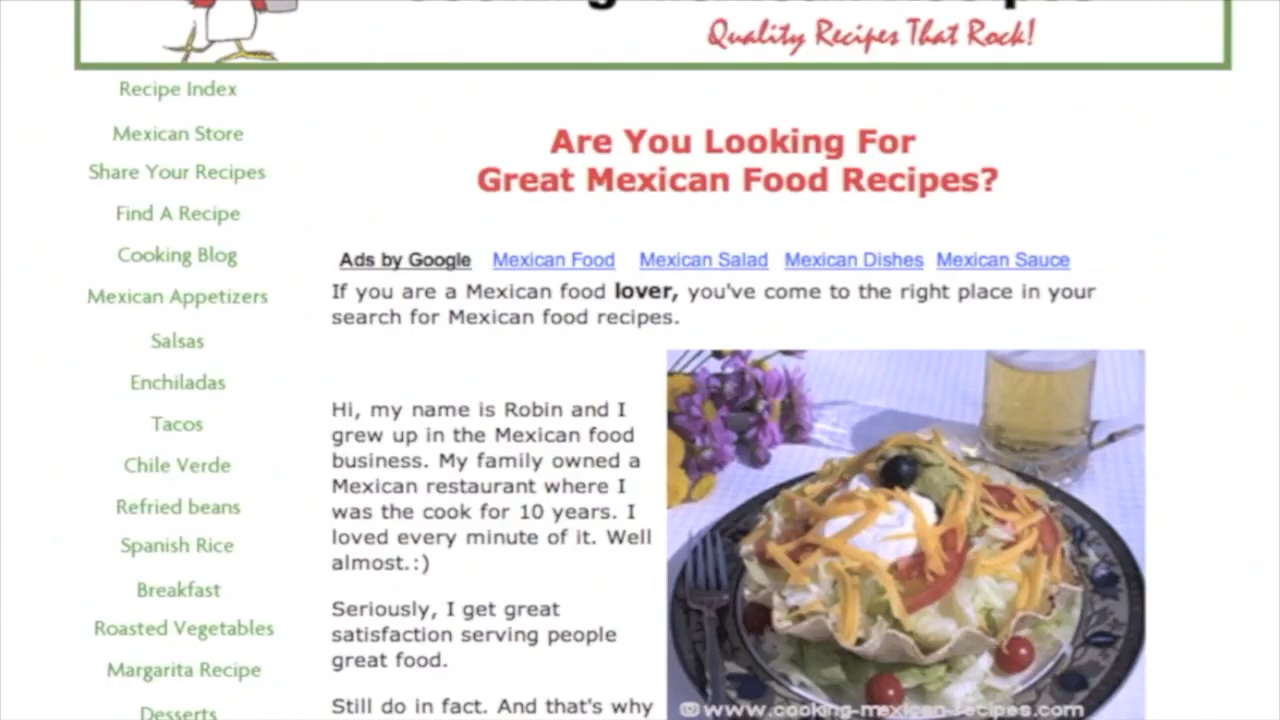 Quality Recipes That Rock!
Recipe Index
Mexican Store
Share Your Recipes
Find A Recipe
Cooking Blog
Mexican Appetizers
Salsas
Enchiladas
Tacos
Chile Verde
Refried beans
Spanish Rice
Breakfast
Roasted Vegetables
Margarita Recipe
Desserts
Are You Looking For
Great Mexican Food Recipes?
Ads by Google Mexican Food Mexican Salad Mexican Dishes Mexican Sauce
If you are a Mexican food lover, you've come to the right place in your
search for Mexican food recipes.
Hi, my name is Robin and I
grew up in the Mexican food
business. My family owned a
Mexican restaurant where I
was the cook for 10 years. I
loved every minute of it. Well
almost.:)
Seriously, I get great
satisfaction serving people
great food.
Still do in fact. And that's why
©www.cooking-mexican-recipes.com